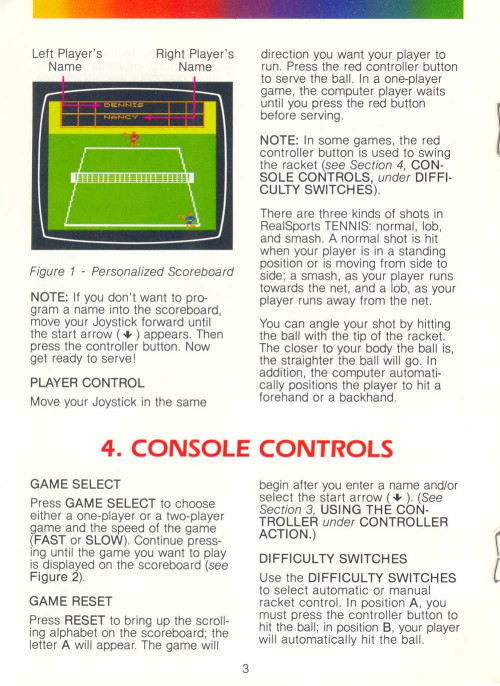 Left Player's
Name
Right Player's
Name
DENNIS
NANCY
Figure 1 - Personalized Scoreboard
NOTE: If you don't want to pro-
gram a name into the scoreboard,
move your Joystick forward until
the start arrow (🡇) appears. Then
press the controller button. Now
get ready to serve!
PLAYER CONTROL
Move your Joystick in the same
direction you want your player to
run. Press the red controller button
to serve the ball. In a one-player
game, the computer player waits
until you press the red button
before serving.
NOTE: In some games, the red
controller button is used to swing
the racket (see Section 4, CON-
SOLE CONTROLS, under DIFFI-
CULTY SWITCHES).
There are three kinds of shots in
RealSports TENNIS: normal, lob,
and smash. A normal shot is hit
when your player is in a standing
position or is moving from side to
side; a smash, as your player runs
towards the net, and a lob, as your
player runs away from the net.
You can angle your shot by hitting
the ball with the tip of the racket.
The closer to your body the ball is,
the straighter the ball will go. In
addition, the computer automati-
cally positions the player to hit a
forehand or a backhand.
4. CONSOLE CONTROLS
GAME SELECT
Press GAME SELECT to choose
either a one-player or a two-player
game and the speed of the game
(FAST or SLOW). Continue press-
ing until the game you want to play
is displayed on the scoreboard (see
Figure 2).
GAME RESET
Press RESET to bring up the scroll-
ing alphabet on the scoreboard; the
letter A will appear. The game will
begin after you enter a name and/or
select the start arrow (🡇). (See
Section 3, USING THE CON-
TROLLER under CONTROLLER
ACTION.)
DIFFICULTY SWITCHES
Use the DIFFICULTY SWITCHES
to select automatic or manual
racket control. In position A, you
must press the controller button to
hit the ball; in position B, your player
will automatically hit the ball.
3